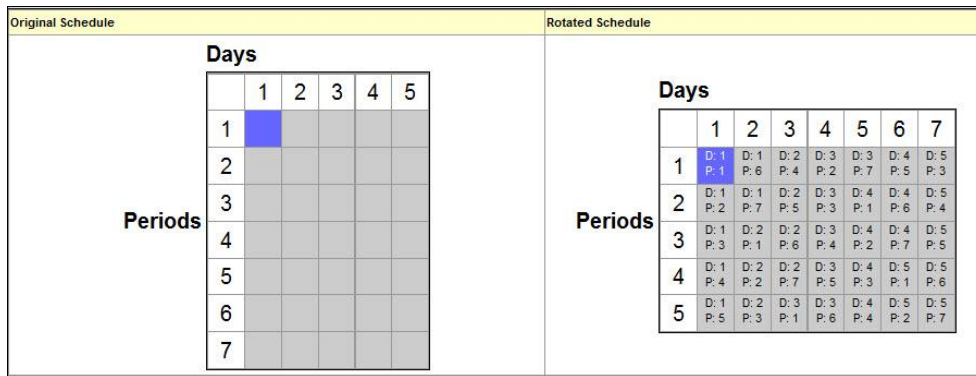 Original Schedule
Rotated Schedule
Days
1 2 3 4 5
1
2
3
4
5
6
7
Periods
Days
1 2 3 4 5 6 7
1
D: 1 D: 1 D: 2 D: 3 D: 3 D: 4 D: 5
P: 1 P: 6 P: 4 P: 2 P: 7 P: 5 P: 3
2
D: 1 D: 1 D: 2 D: 3 D: 4 D: 4 D: 5
P: 2 P: 7 P: 5 P: 3 P: 1 P: 6 P: 4
Periods
3
D: 1 D: 2 D: 2 D: 3 D: 4 D: 4 D: 5
P: 3 P: 1 P: 6 P: 4 P: 2 P: 7 P: 5
4
D: 1 D: 2 D: 2 D: 3 D: 4 D: 5 D: 5
P: 4 P: 2 P: 7 P: 5 P: 3 P: 1 P: 6
5
D: 1 D: 2 D: 3 D: 3 D: 4 D: 5 D: 5
P: 5 P: 3 P: 1 P: 6 P: 4 P: 2 P: 7